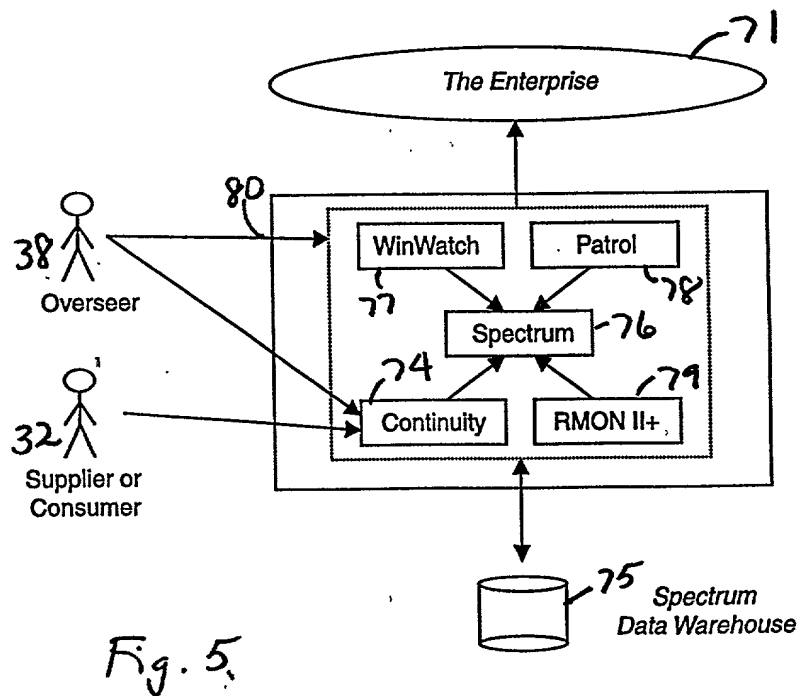 71
The Enterprise
80
38
Overseer
WinWatch
Patrol
77
78
Spectrum
76
74
79
32
Continuity
RMON II+
Supplier or
Consumer
75
Spectrum
Data Warehouse
Fig. 5.